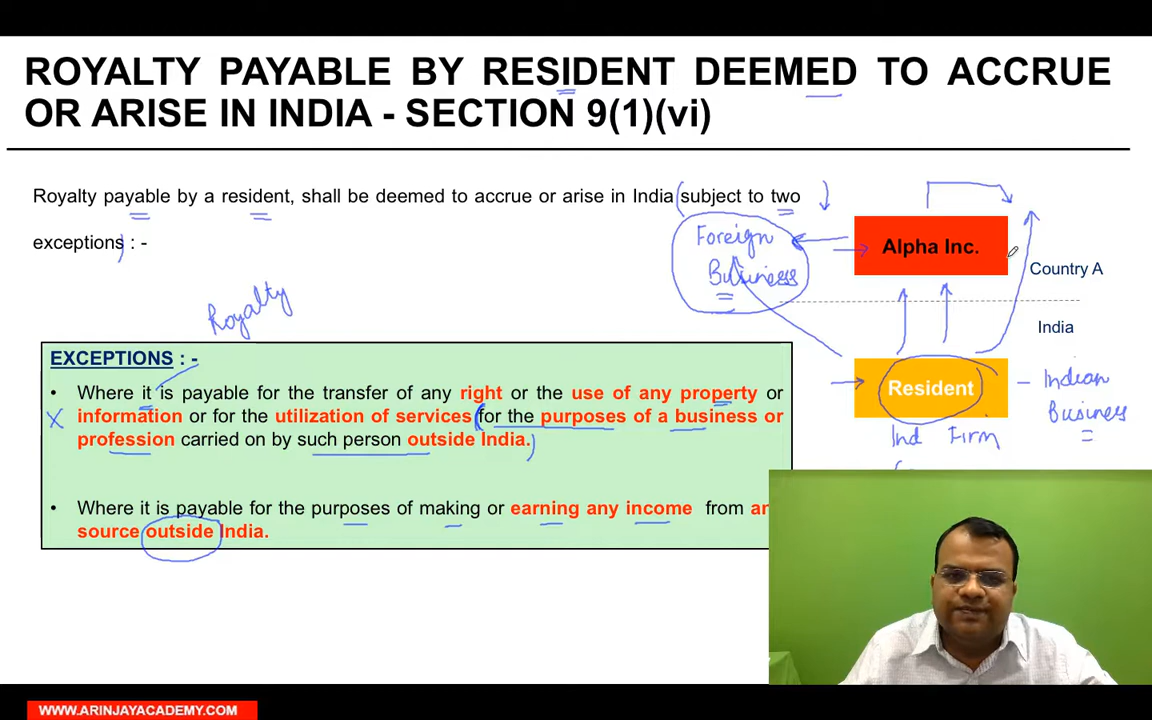 ROYALTY PAYABLE BY RESIDENT DEEMED TO ACCRUE
OR ARISE IN INDIA - SECTION 9(1)(vi)
Royalty payable by a resident, shall be deemed to accrue or arise in India (subject to two
exceptions) : -
Foreign
Business
Alpha Inc.
Country A
India
Royalty
EXCEPTIONS : -
• Where it is payable for the transfer of any right or the use of any property or
information or for the utilization of services (for the purposes of a business or
profession carried on by such person outside India.)
• Where it is payable for the purposes of making or earning any income from an
source outside India.
Resident
- Indian
Business
Ind Firm
WWW.ARINJAYACADEMY.COM